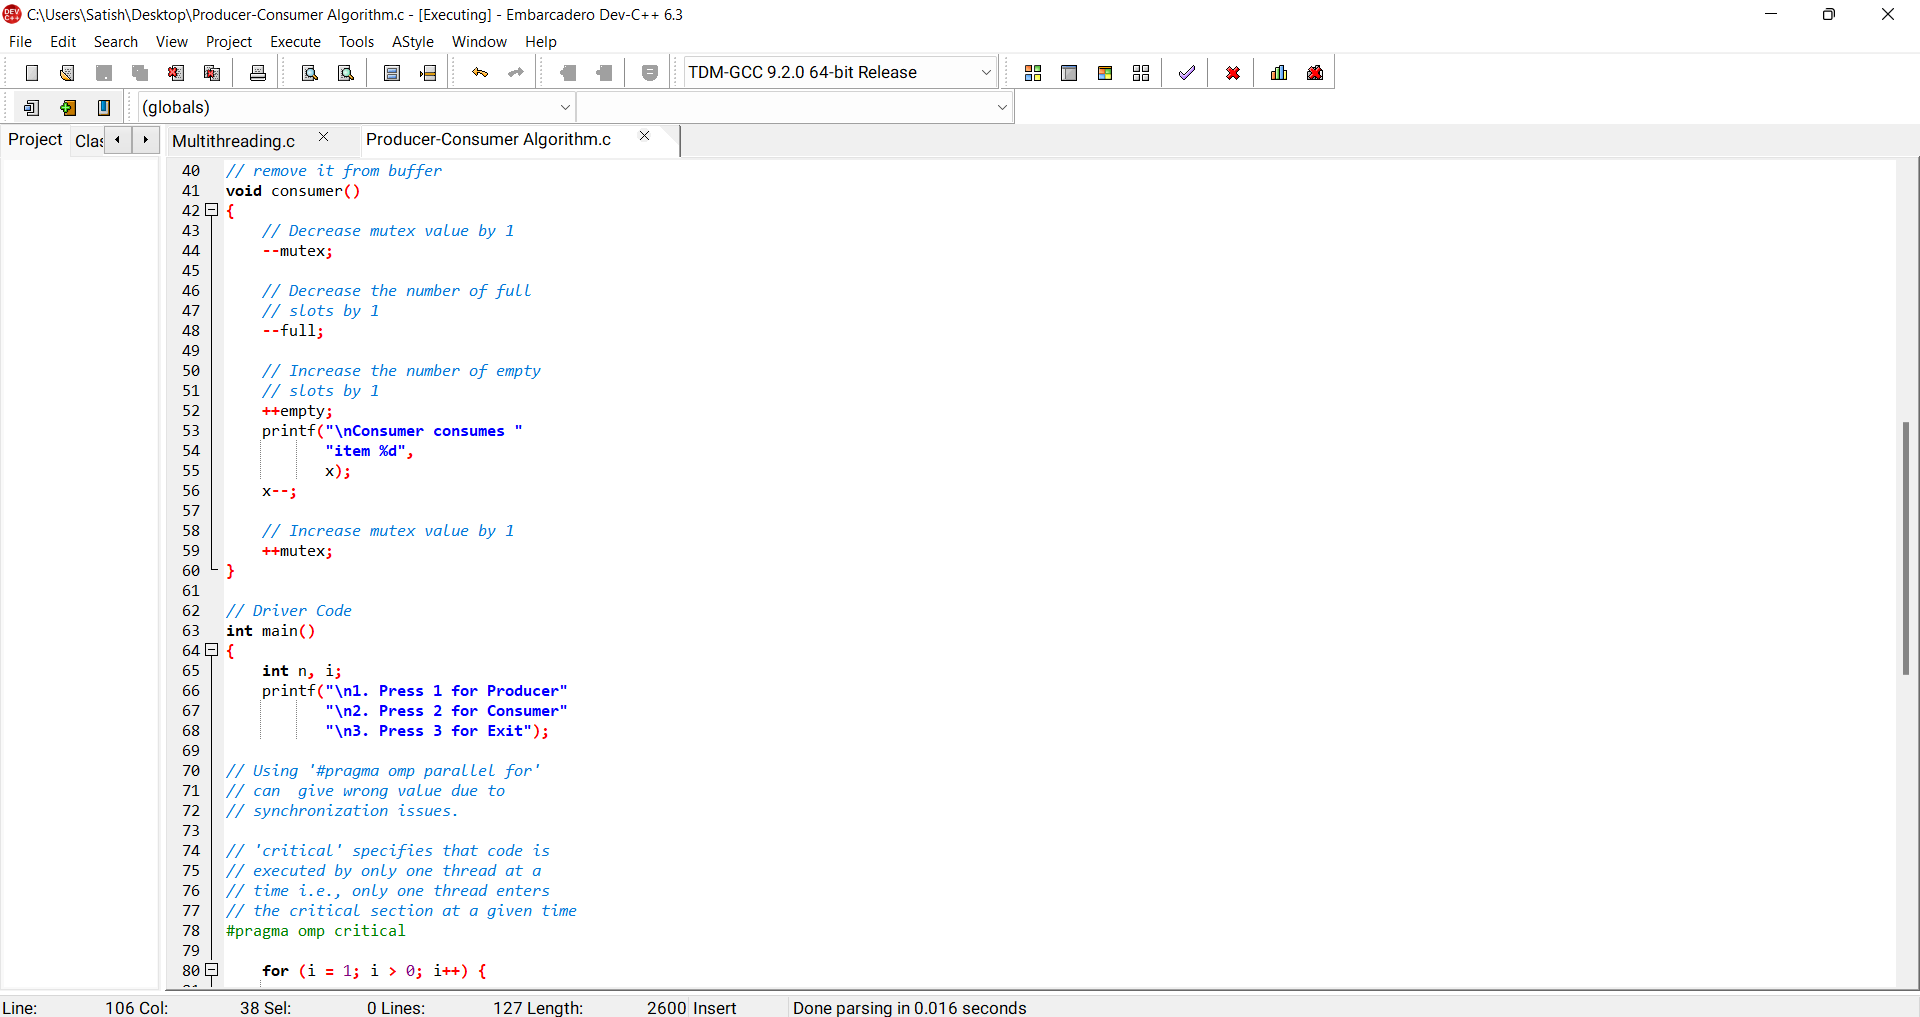 C:\Users\Satish\Desktop\Producer-Consumer Algorithm.c - [Executing] - Embarcadero Dev-C++ 6.3
File Edit Search View Project Execute Tools AStyle Window Help
TDM-GCC 9.2.0 64-bit Release
(globals)
Project Clas Multithreading.c Producer-Consumer Algorithm.c
40 // remove it from buffer
41 void consumer()
42 {
43 // Decrease mutex value by 1
44 --mutex;
45
46 // Decrease the number of full
47 // slots by 1
48 --full;
49
50 // Increase the number of empty
51 // slots by 1
52 ++empty;
53 printf("\nConsumer consumes "
54 "item %d",
55 x);
56 x--;
57
58 // Increase mutex value by 1
59 ++mutex;
60 }
61
62 // Driver Code
63 int main()
64 {
65 int n, i;
66 printf("\n1. Press 1 for Producer"
67 "\n2. Press 2 for Consumer"
68 "\n3. Press 3 for Exit");
69
70 // Using '#pragma omp parallel for'
71 // can  give wrong value due to
72 // synchronization issues.
73
74 // 'critical' specifies that code is
75 // executed by only one thread at a
76 // time i.e., only one thread enters
77 // the critical section at a given time
78 #pragma omp critical
79
80 for (i = 1; i > 0; i++) {
Line: 106 Col: 38 Sel: 0 Lines: 127 Length: 2600 Insert Done parsing in 0.016 seconds